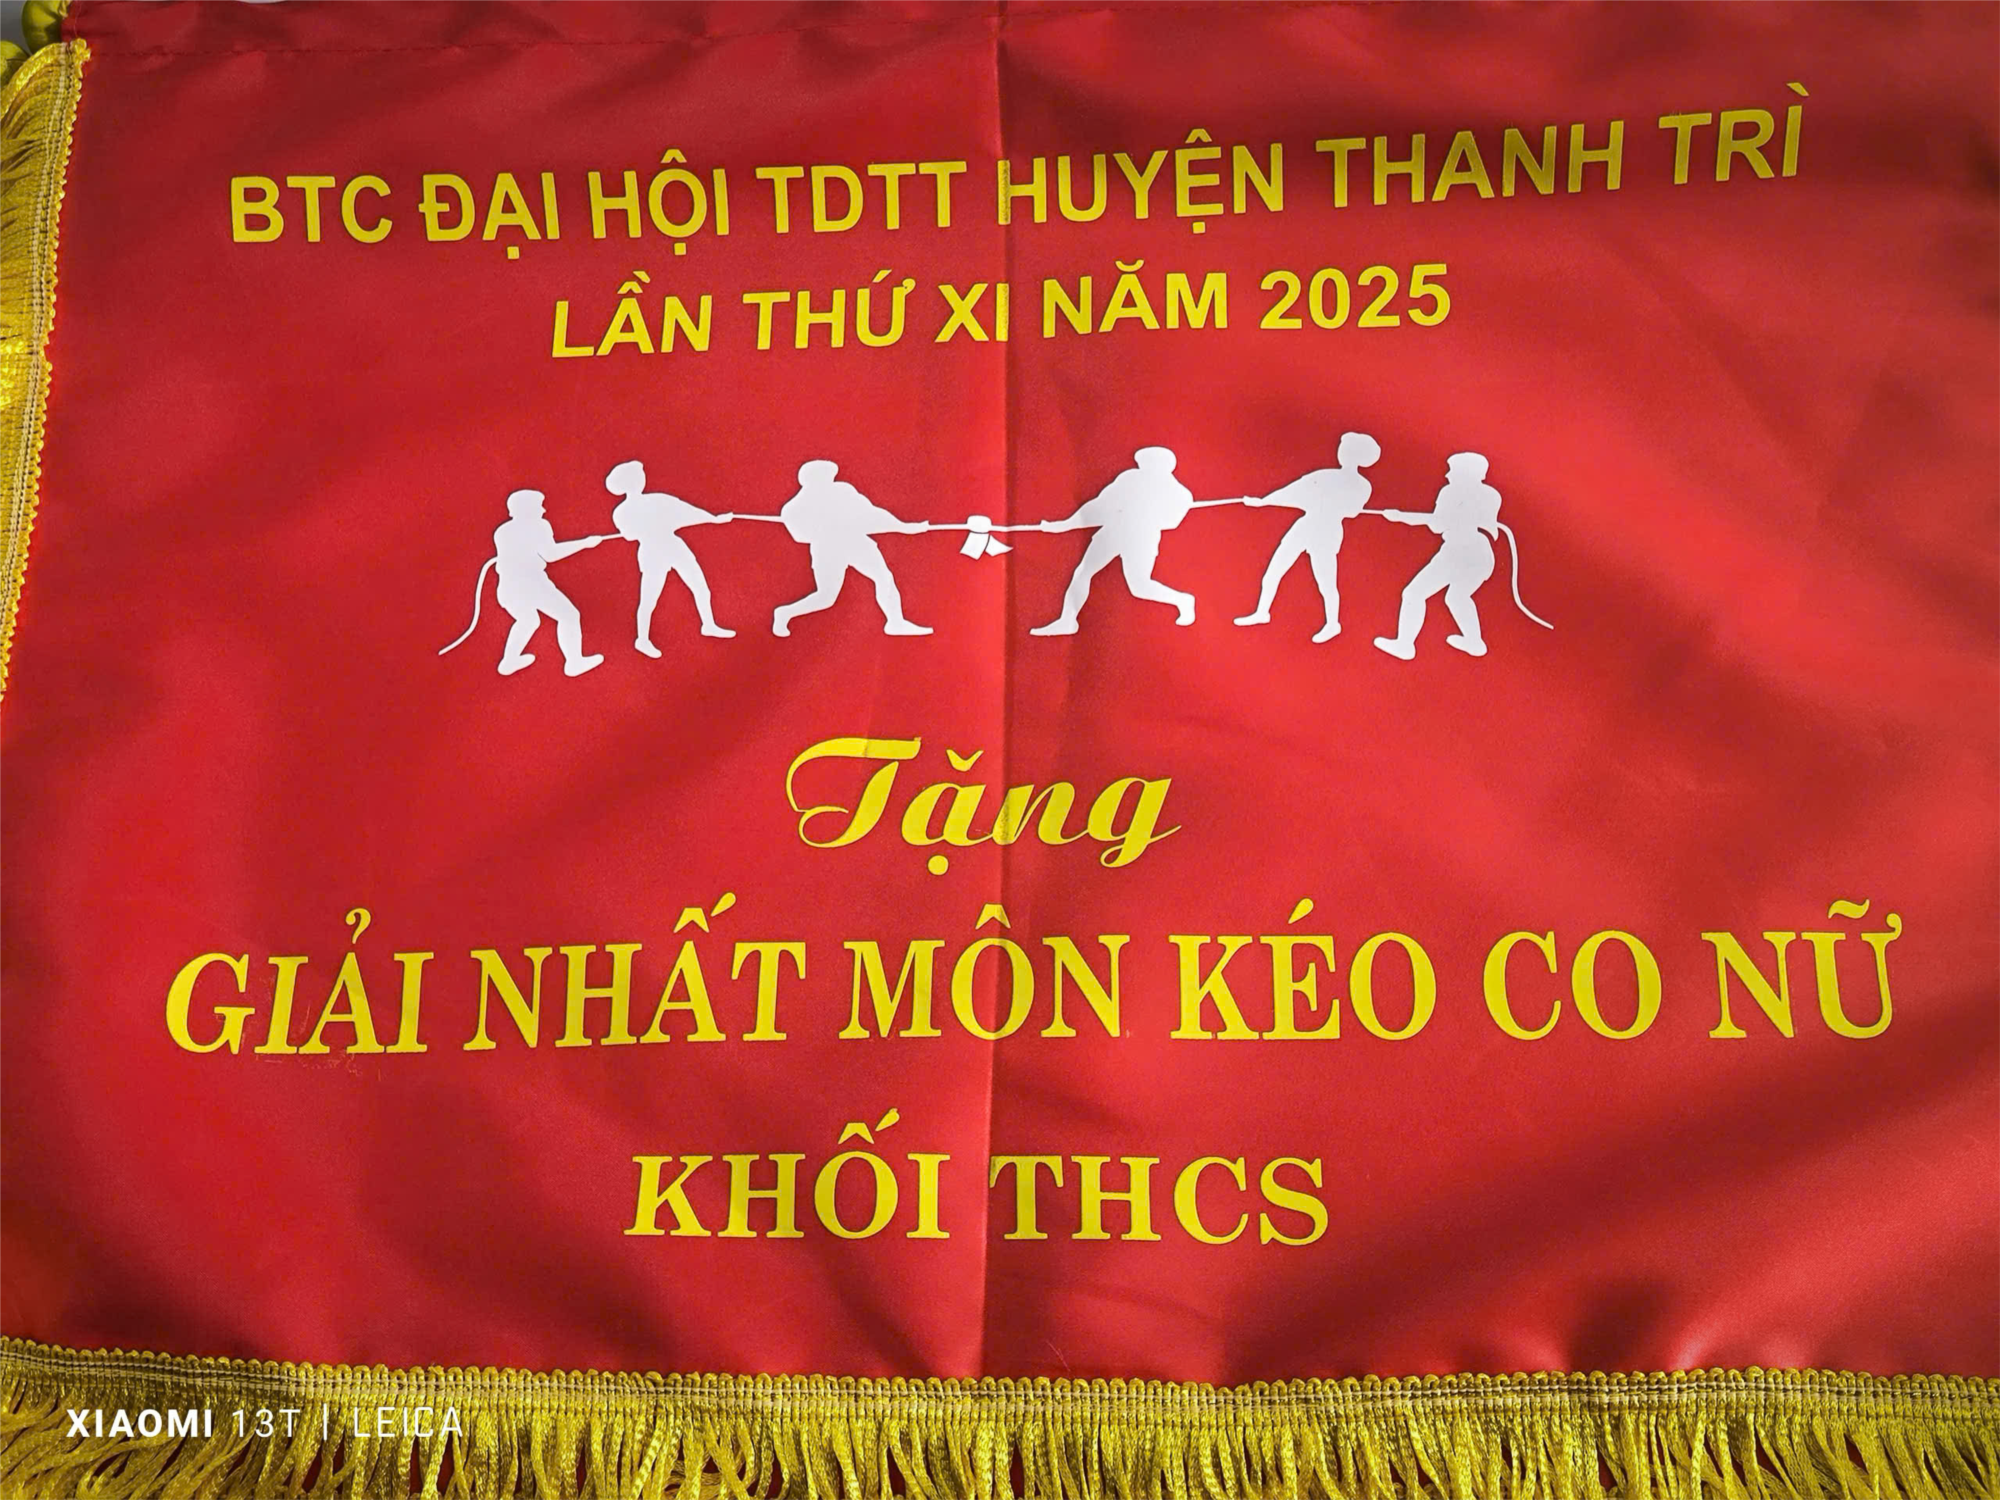 BTC ĐẠI HỘI TDTT HUYỆN THANH TRÌ
LẦN THỨ XI NĂM 2025
Tặng
GIẢI NHẤT MÔN KÉO CO NỮ
KHỐI THCS
XIAOMI 13T | LEICA